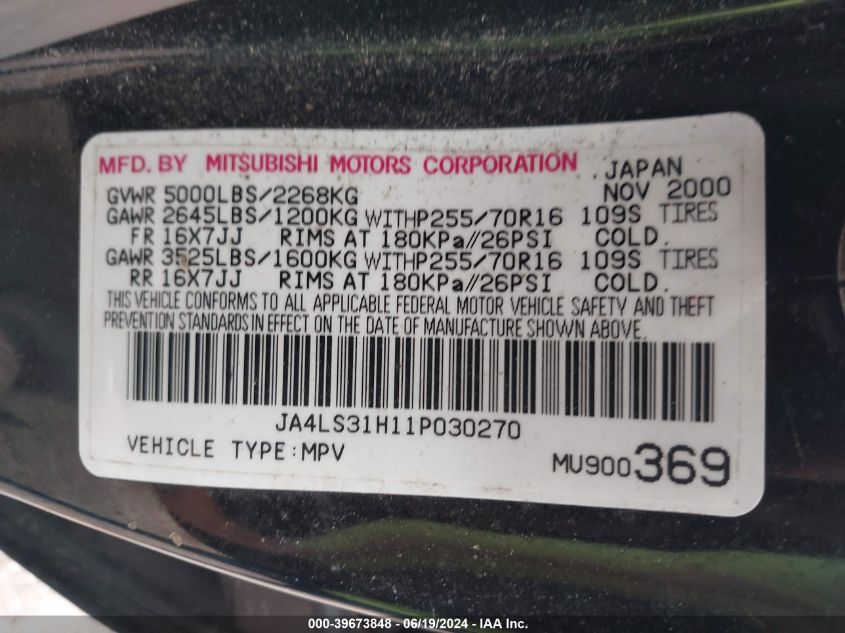 MFD. BY MITSUBISHI MOTORS CORPORATION JAPAN
GVWR 5000LBS/2268KG NOV 2000
GAWR 2645LBS/1200KG WITHP255/70R16 109S TIRES
FR 16X7JJ RIMS AT 180KPa//26PSI COLD.
GAWR 3525LBS/1600KG WITHP255/70R16 109S TIRES
RR 16X7JJ RIMS AT 180KPa//26PSI COLD.
THIS VEHICLE CONFORMS TO ALL APPLICABLE FEDERAL MOTOR VEHICLE SAFETY AND THEFT
PREVENTION STANDARDS IN EFFECT ON THE DATE OF MANUFACTURE SHOWN ABOVE.
JA4LS31H11P030270
VEHICLE TYPE:MPV MU900369
000-39673848 - 06/19/2024 - IAA Inc.